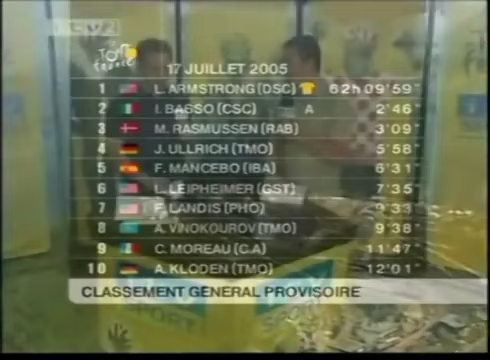 itv2
TOUR
france
17 JUILLET 2005
1 L. ARMSTRONG (DSC) 62h 09'59"
2 I. BASSO (CSC) A 2'46"
3 M. RASMUSSEN (RAB) 3'09"
4 J. ULLRICH (TMO) 5'58"
5 F. MANCEBO (IBA) 6'31"
6 L. LEIPHEIMER (GST) 7'35"
7 F. LANDIS (PHO) 9'33"
8 A. VINOKOUROV (TMO) 9'38"
9 C. MOREAU (C.A) 11'47"
10 A. KLODEN (TMO) 12'01"
CLASSEMENT GENERAL PROVISOIRE
SPORT
SPORT